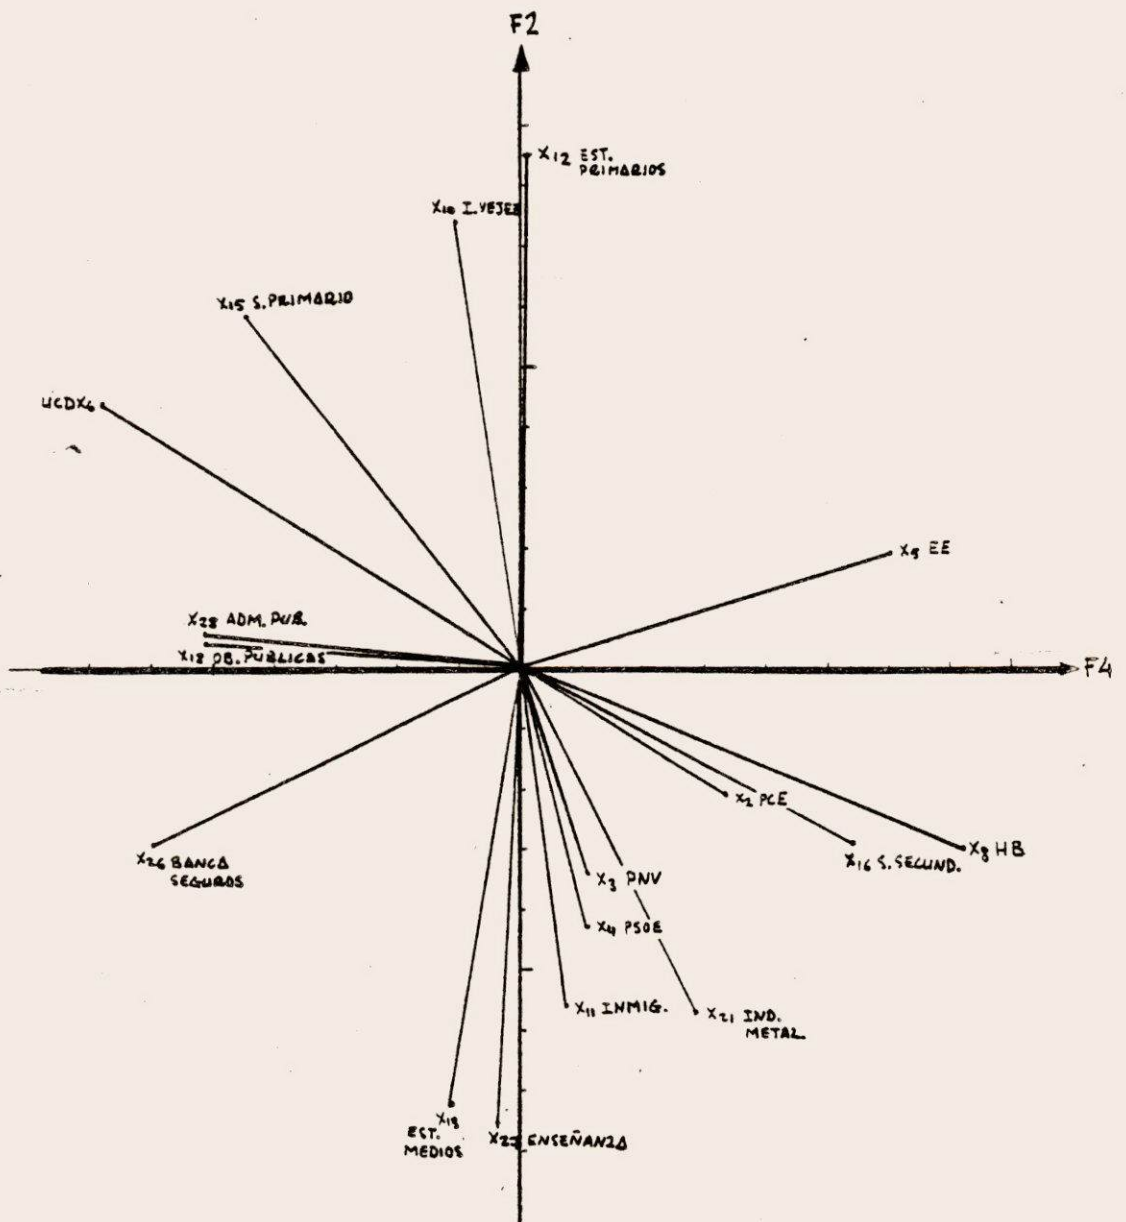 F2
X12 EST.
PRIMARIOS
X10 I.VEJEZ
X15 S.PRIMARIO
UCDX6
X5 EE
X28 ADM. PUB.
X18 OB. PÚBLICAS
F4
X2 PCE
X26 BANCA
SEGUROS
X16 S. SECUND.
X8 HB
X3 PNV
X4 PSOE
X11 INMIG.
X21 IND.
METAL.
X13
EST.
MEDIOS
X27 ENSEÑANZA